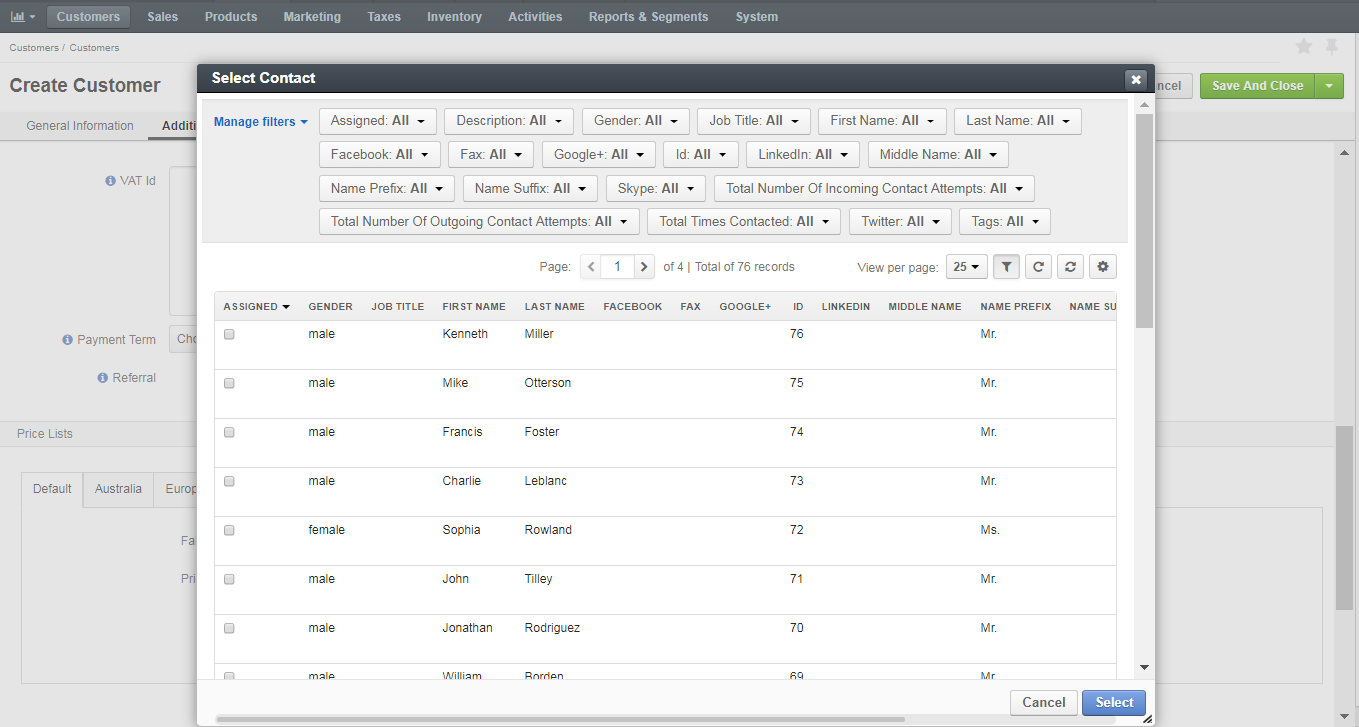 Customers Sales Products Marketing Taxes Inventory Activities Reports & Segments System
Customers / Customers
Create Customer
Save And Close
General Information
VAT Id
Payment Term
Referral
Price Lists
Default Australia
Select Contact
Manage filters
Assigned: All Description: All Gender: All Job Title: All First Name: All Last Name: All
Facebook: All Fax: All Google+: All Id: All LinkedIn: All Middle Name: All
Name Prefix: All Name Suffix: All Skype: All Total Number Of Incoming Contact Attempts: All
Total Number Of Outgoing Contact Attempts: All Total Times Contacted: All Twitter: All Tags: All
Page: 1 of 4 | Total of 76 records View per page: 25
ASSIGNED GENDER JOB TITLE FIRST NAME LAST NAME FACEBOOK FAX GOOGLE+ ID LINKEDIN MIDDLE NAME NAME PREFIX NAME SU
male Kenneth Miller 76 Mr.
male Mike Otterson 75 Mr.
male Francis Foster 74 Mr.
male Charlie Leblanc 73 Mr.
female Sophia Rowland 72 Ms.
male John Tilley 71 Mr.
male Jonathan Rodriguez 70 Mr.
male William Borden 69 Mr.
Cancel Select